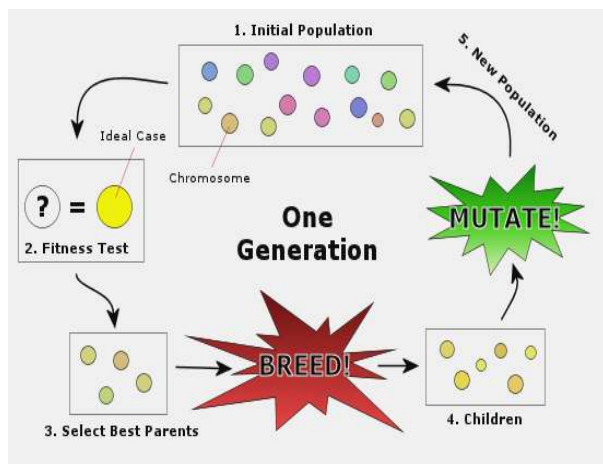 1. Initial Population
Ideal Case
Chromosome
? =
2. Fitness Test
One
Generation
3. Select Best Parents
BREED!
4. Children
MUTATE!
5. New Population